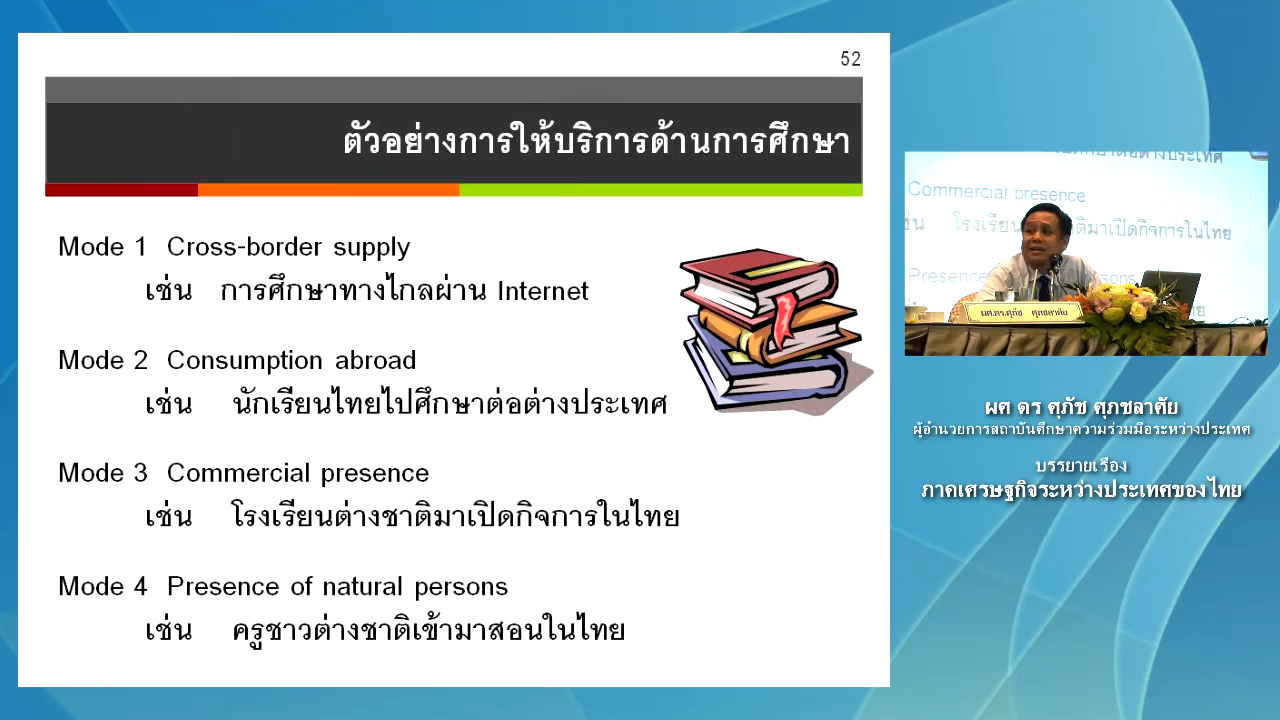 52
ตัวอย่างการให้บริการด้านการศึกษา
Mode 1 Cross-border supply
เช่น การศึกษาทางไกลผ่าน Internet
Mode 2 Consumption abroad
เช่น นักเรียนไทยไปศึกษาต่อต่างประเทศ
Mode 3 Commercial presence
เช่น โรงเรียนต่างชาติมาเปิดกิจการในไทย
Mode 4 Presence of natural persons
เช่น ครูชาวต่างชาติเข้ามาสอนในไทย
Commercial presence
โรงเรียน ติมาเปิดกิจการในไทย
Presence
ผศ.ดร.ศุภัช ศุภชลาศัย
ผศ ดร ศุภัช ศุภชลาศัย
ผู้อำนวยการสถาบันศึกษาความร่วมมือระหว่างประเทศ
บรรยายเรื่อง
ภาคเศรษฐกิจระหว่างประเทศของไทย